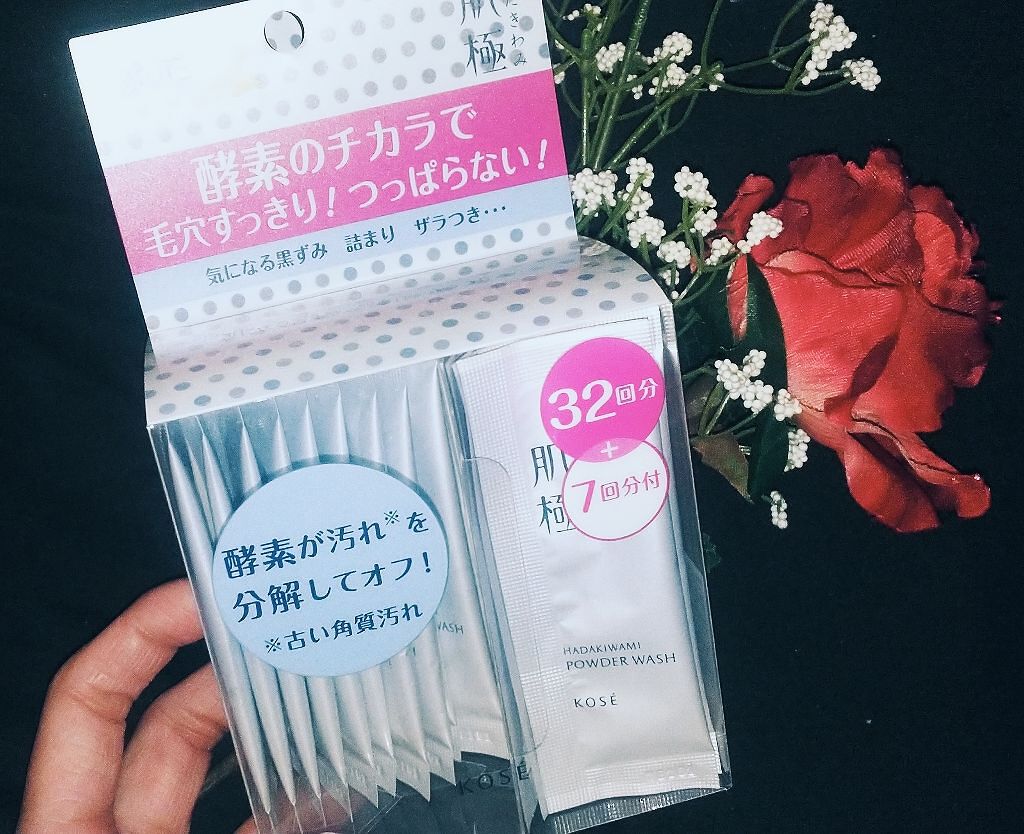 肌極
はだきわみ
酵素のチカラで
毛穴すっきり!つっぱらない!
気になる黒ずみ 詰まり ザラつき…
32回分
+
7回分付
肌
極
酵素が汚れ※を
分解してオフ!
※古い角質汚れ
WASH
HADAKIWAMI
POWDER WASH
KOSÉ
KOSÉ